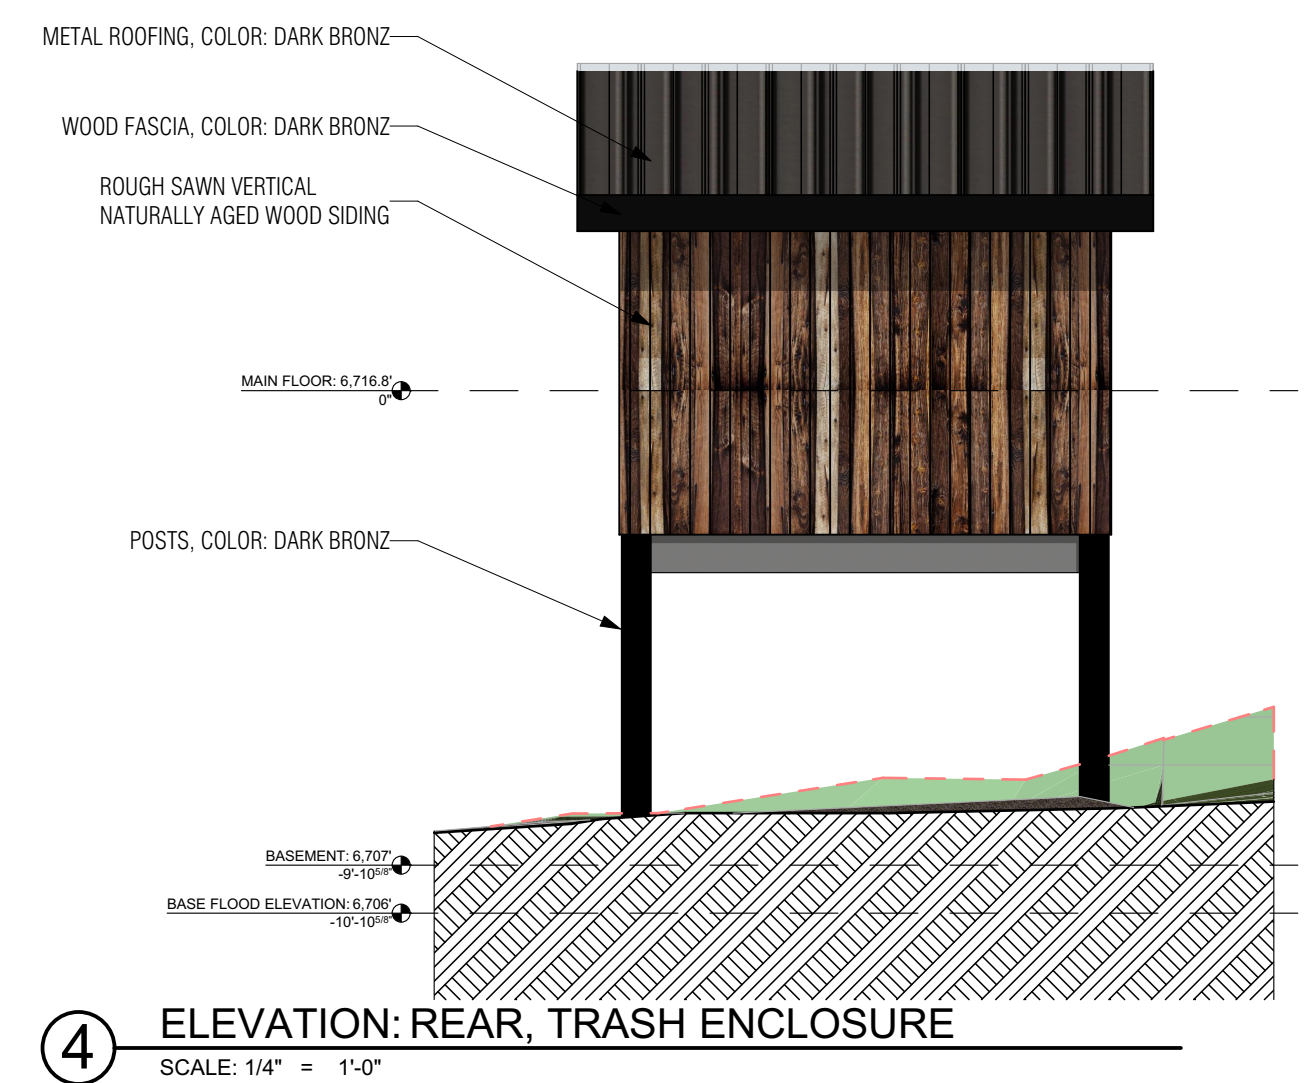 METAL ROOFING, COLOR: DARK BRONZ
WOOD FASCIA, COLOR: DARK BRONZ
ROUGH SAWN VERTICAL
NATURALLY AGED WOOD SIDING
MAIN FLOOR: 6,716.8'
0"
POSTS, COLOR: DARK BRONZ
BASEMENT: 6,707'
-9'-10 5/8"
BASE FLOOD ELEVATION: 6,706'
-10'-10 5/8"
4
ELEVATION: REAR, TRASH ENCLOSURE
SCALE: 1/4" = 1'-0"